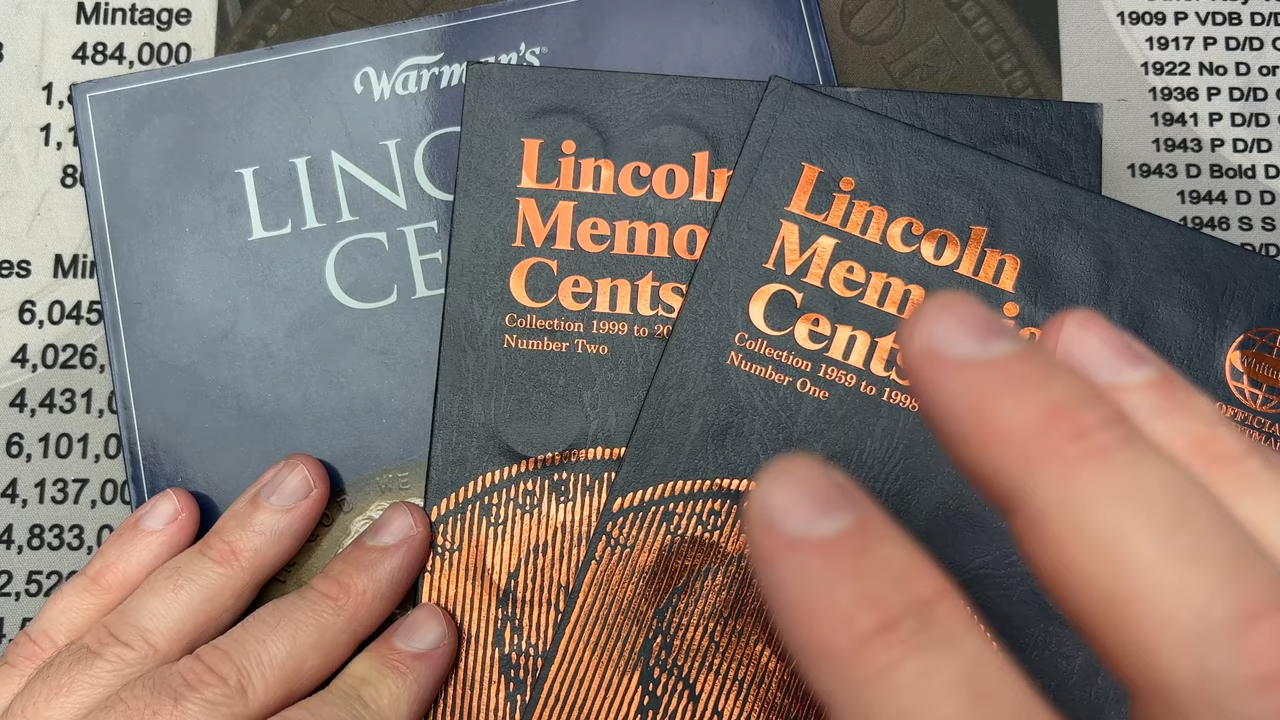 Mintage
484,000
6,045
4,026,
4,431,0
6,101,0
4,137,00
4,833,0
Warman's®
LINC
CE
Lincoln
Memo
Cents
Collection 1999 to 20
Number Two
Lincoln
Memoria
Cents
Collection 1959 to 1998
Number One
OFFICIA
1909 P VDB D/D
1917 P D/D
1922 No D or
1936 P D/D
1941 P D/D
1943 P D/D
1943 D Bold D
1944 D D
1946 S S